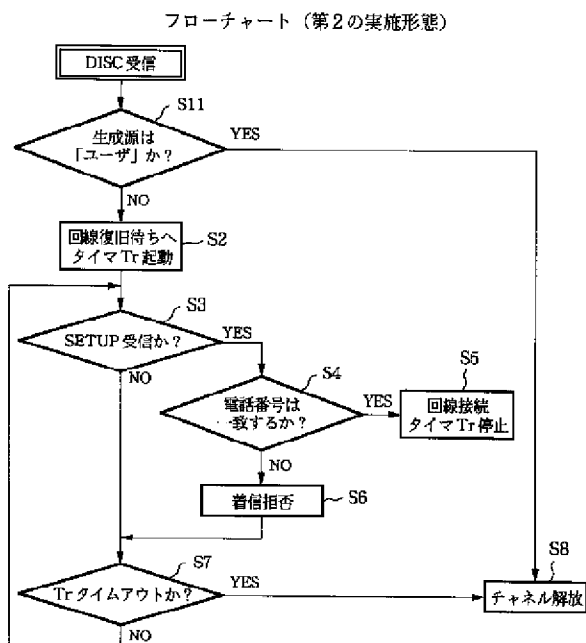 フローチャート（第2の実施形態）
DISC受信
S11
生成源は
「ユーザ」か？
YES
NO
回線復旧待ちへ
タイマTr起動
S2
S3
SETUP受信か？
YES
NO
S4
電話番号は
一致するか？
YES
NO
S5
回線接続
タイマTr停止
着信拒否
S6
S7
Trタイムアウトか？
YES
NO
S8
チャネル解放